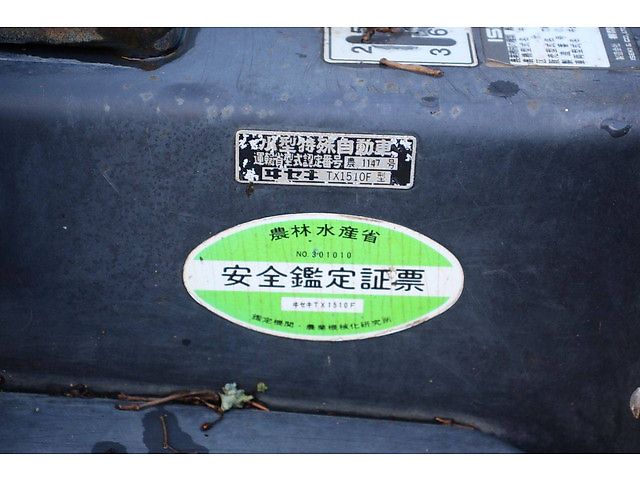 小型特殊自動車
運輸省型式認定番号 農 1147 号
ヰセキ TX1510F 型
農林水産省
NO.301010
安全鑑定証票
ヰセキTX1510F
鑑定機関・農業機械化研究所